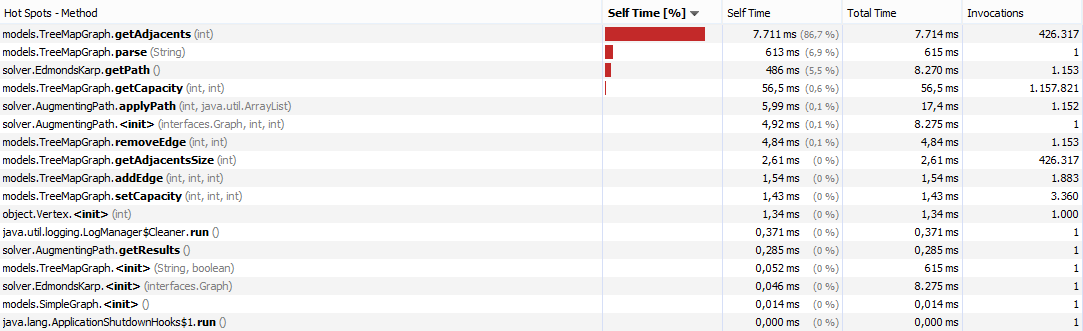 Hot Spots - Method Self Time [%] Self Time Total Time Invocations
models.TreeMapGraph.getAdjacents (int) 7.711 ms (86,7 %) 7.714 ms 426.317
models.TreeMapGraph.parse (String) 613 ms (6,9 %) 615 ms 1
solver.EdmondsKarp.getPath () 486 ms (5,5 %) 8.270 ms 1.153
models.TreeMapGraph.getCapacity (int, int) 56,5 ms (0,6 %) 56,5 ms 1.157.821
solver.AugmentingPath.applyPath (int, java.util.ArrayList) 5,99 ms (0,1 %) 17,4 ms 1.152
solver.AugmentingPath.<init> (interfaces.Graph, int, int) 4,92 ms (0,1 %) 8.275 ms 1
models.TreeMapGraph.removeEdge (int, int) 4,84 ms (0,1 %) 4,84 ms 1.153
models.TreeMapGraph.getAdjacentsSize (int) 2,61 ms (0 %) 2,61 ms 426.317
models.TreeMapGraph.addEdge (int, int, int) 1,54 ms (0 %) 1,54 ms 1.883
models.TreeMapGraph.setCapacity (int, int, int) 1,43 ms (0 %) 1,43 ms 3.360
object.Vertex.<init> (int) 1,34 ms (0 %) 1,34 ms 1.000
java.util.logging.LogManager$Cleaner.run () 0,371 ms (0 %) 0,371 ms 1
solver.AugmentingPath.getResults () 0,285 ms (0 %) 0,285 ms 1
models.TreeMapGraph.<init> (String, boolean) 0,052 ms (0 %) 615 ms 1
solver.EdmondsKarp.<init> (interfaces.Graph) 0,046 ms (0 %) 8.275 ms 1
models.SimpleGraph.<init> () 0,014 ms (0 %) 0,014 ms 1
java.lang.ApplicationShutdownHooks$1.run () 0,000 ms (0 %) 0,000 ms 1